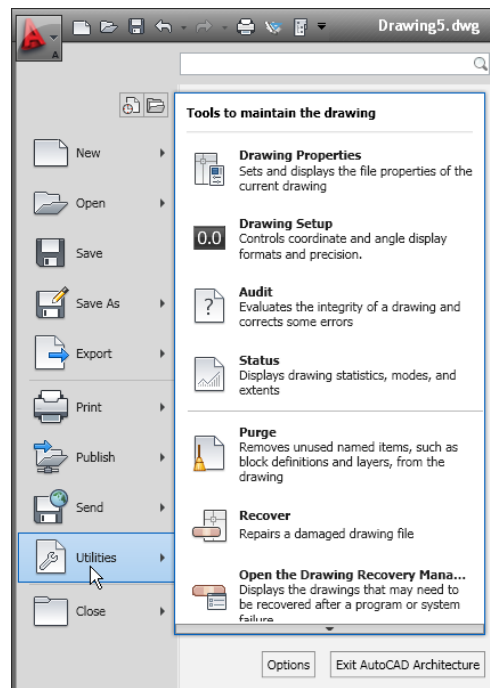 Drawing5.dwg
A
Tools to maintain the drawing
New
Open
Save
Save As
Export
Print
Publish
Send
Utilities
Close
Drawing Properties
Sets and displays the file properties of the
current drawing
0.0
Drawing Setup
Controls coordinate and angle display
formats and precision.
?
Audit
Evaluates the integrity of a drawing and
corrects some errors
Status
Displays drawing statistics, modes, and
extents
Purge
Removes unused named items, such as
block definitions and layers, from the
drawing
Recover
Repairs a damaged drawing file
Open the Drawing Recovery Mana...
Displays the drawings that may need to
be recovered after a program or system
failure
Options
Exit AutoCAD Architecture